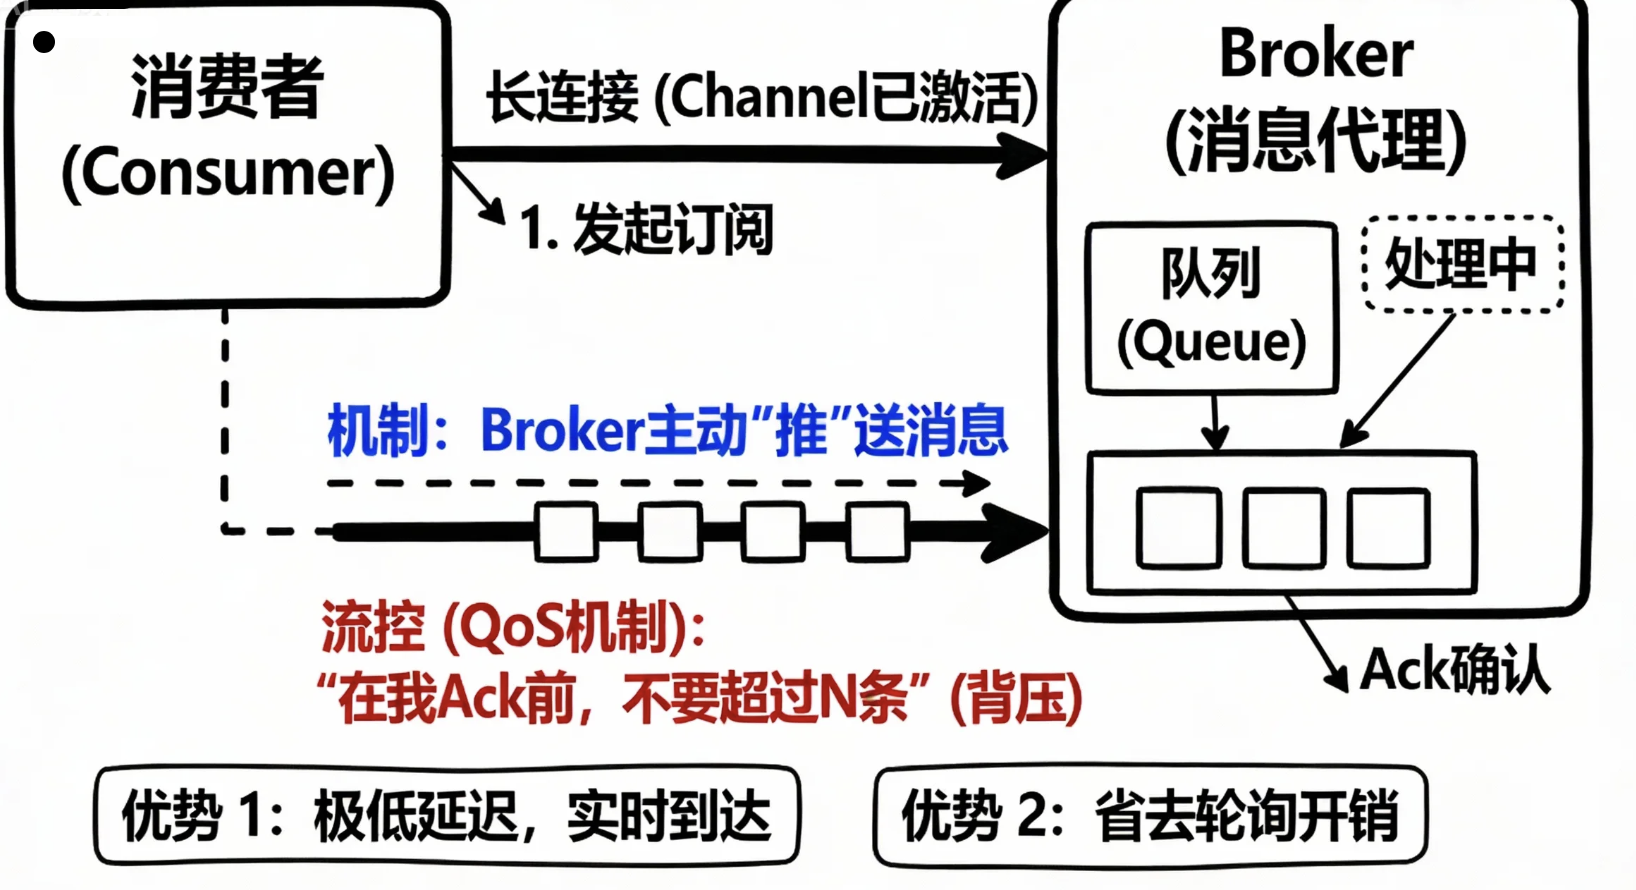 消费者
(Consumer)
长连接 (Channel已激活)
1. 发起订阅
Broker
(消息代理)
队列
(Queue)
处理中
机制：Broker主动”推”送消息
流控 (QoS机制)：
“在我Ack前，不要超过N条” (背压)
Ack确认
优势 1：极低延迟，实时到达
优势 2：省去轮询开销